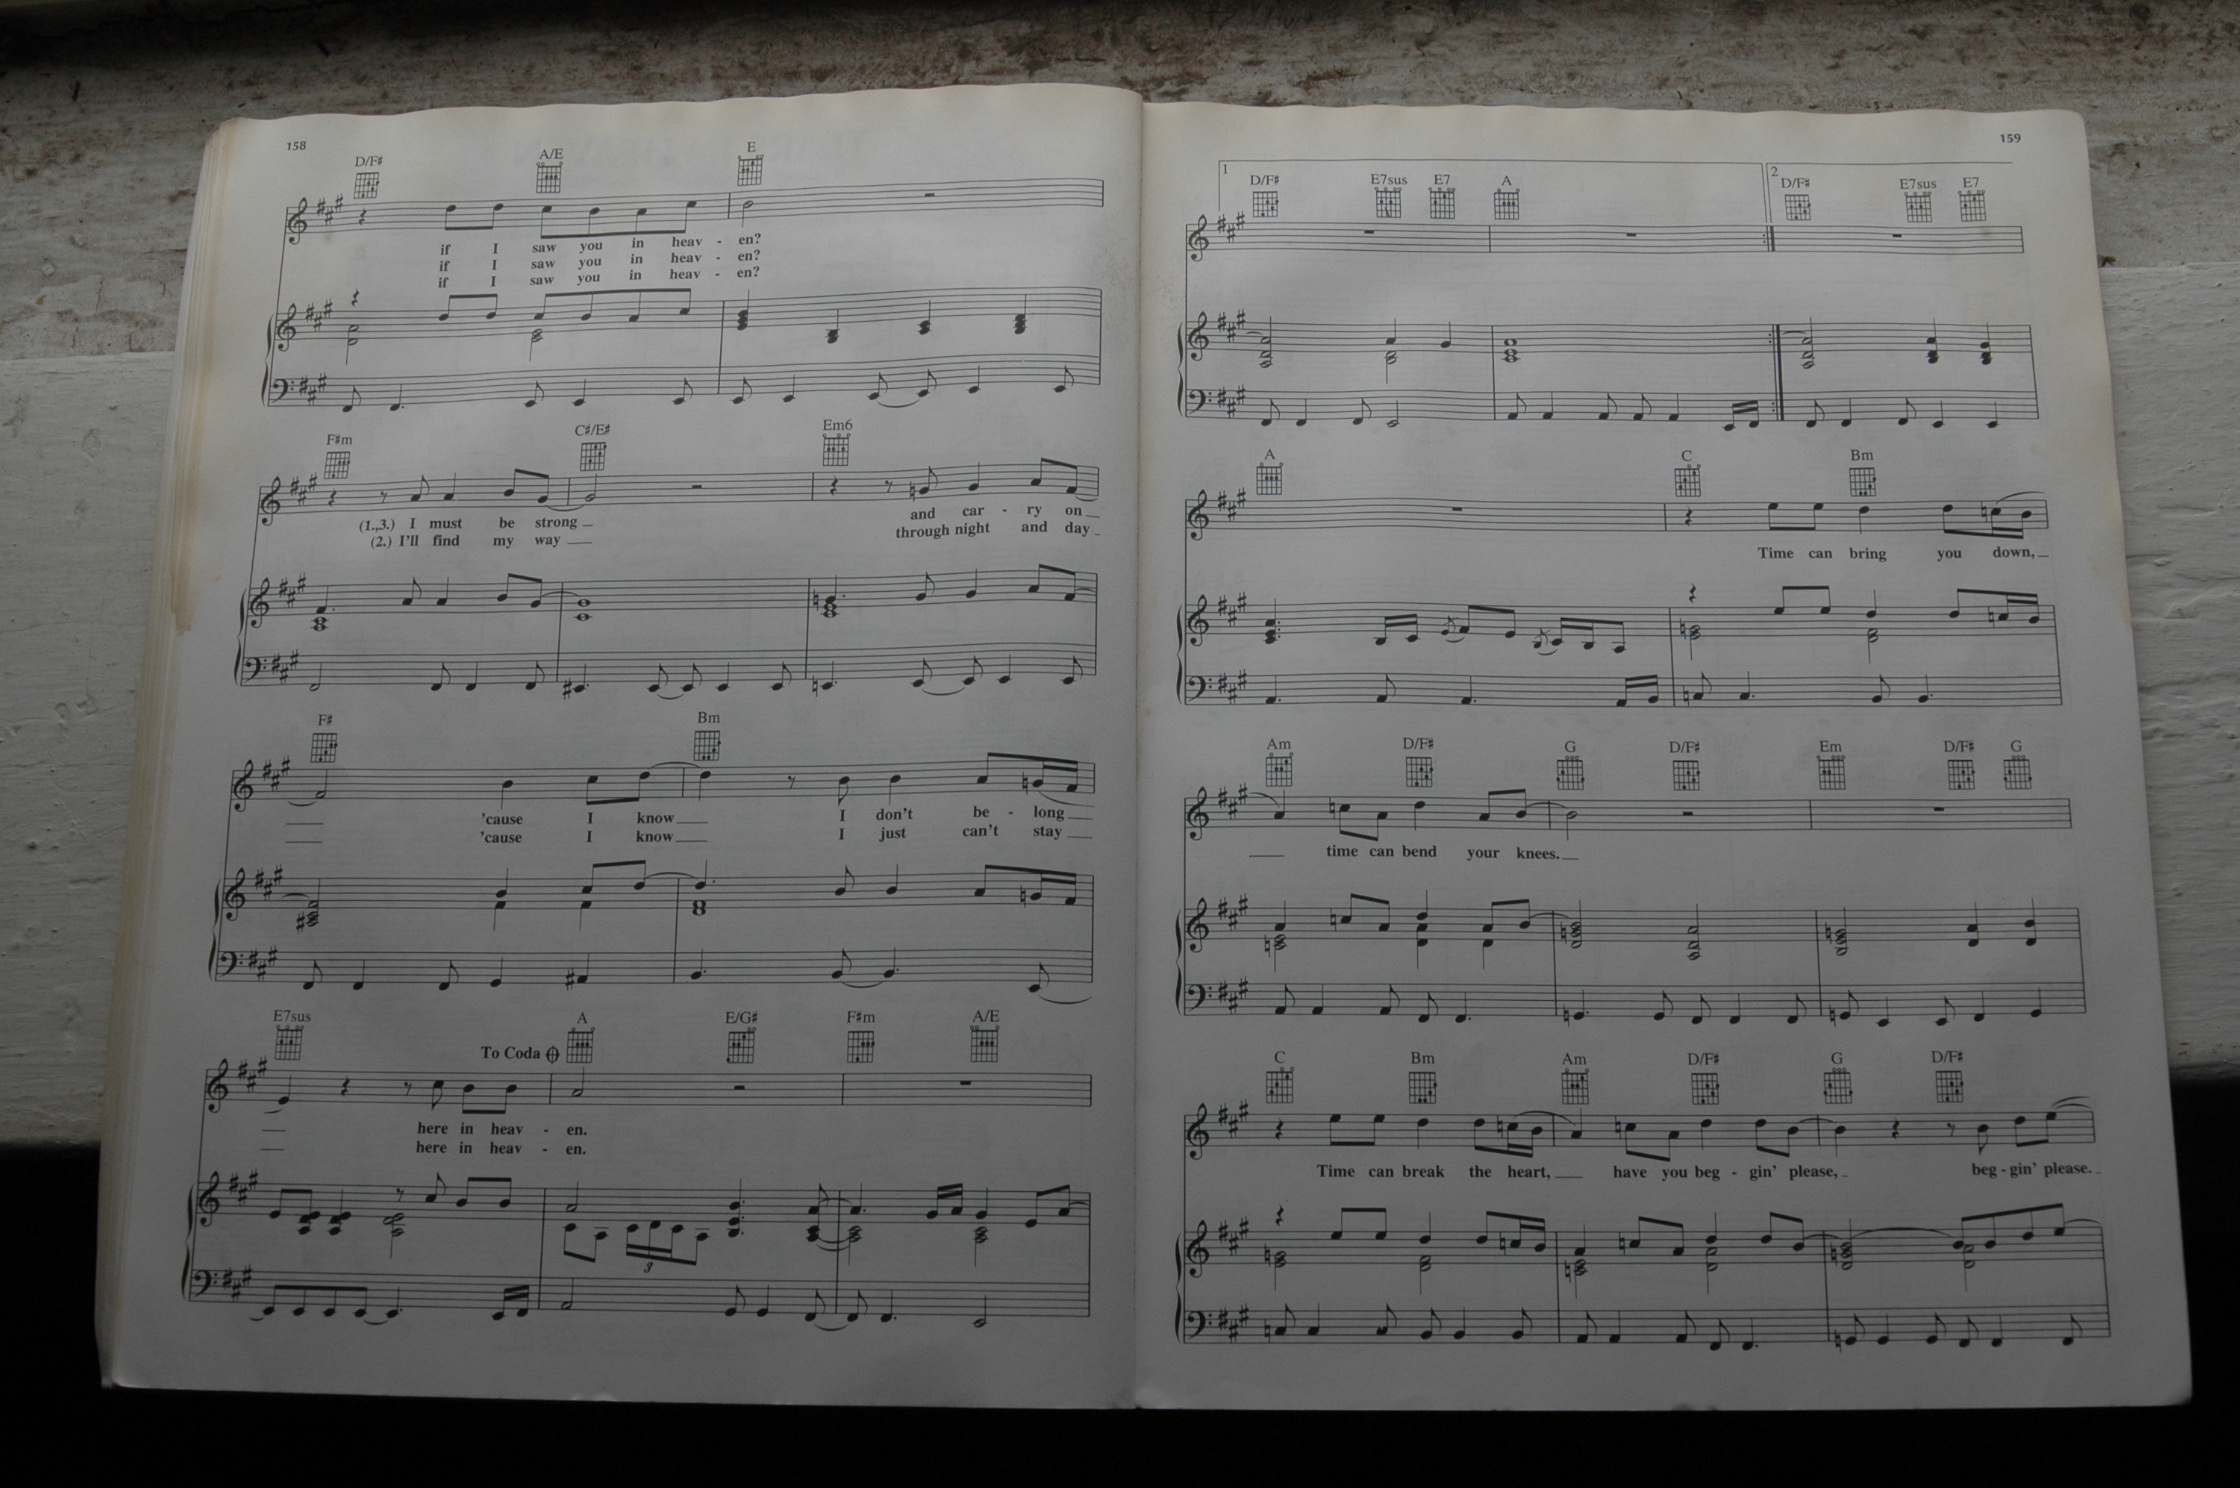 158
D/F♯ A/E E
if I saw you in heav - en?
if I saw you in heav - en?
if I saw you in heav - en?
F♯m C♯/E♯ Em6
(1.,3.) I must be strong and car - ry on
(2.) I'll find my way through night and day
F♯ Bm
'cause I know I don't be - long
'cause I know I just can't stay
E7sus To Coda A E/G♯ F♯m A/E
here in heav - en.
here in heav - en.
3
159
1 D/F♯ E7sus E7 A 2 D/F♯ E7sus E7
A C Bm
Time can bring you down,
Am D/F♯ G D/F♯ Em D/F♯ G
time can bend your knees.
C Bm Am D/F♯ G D/F♯
Time can break the heart, have you beg - gin' please, beg - gin' please.